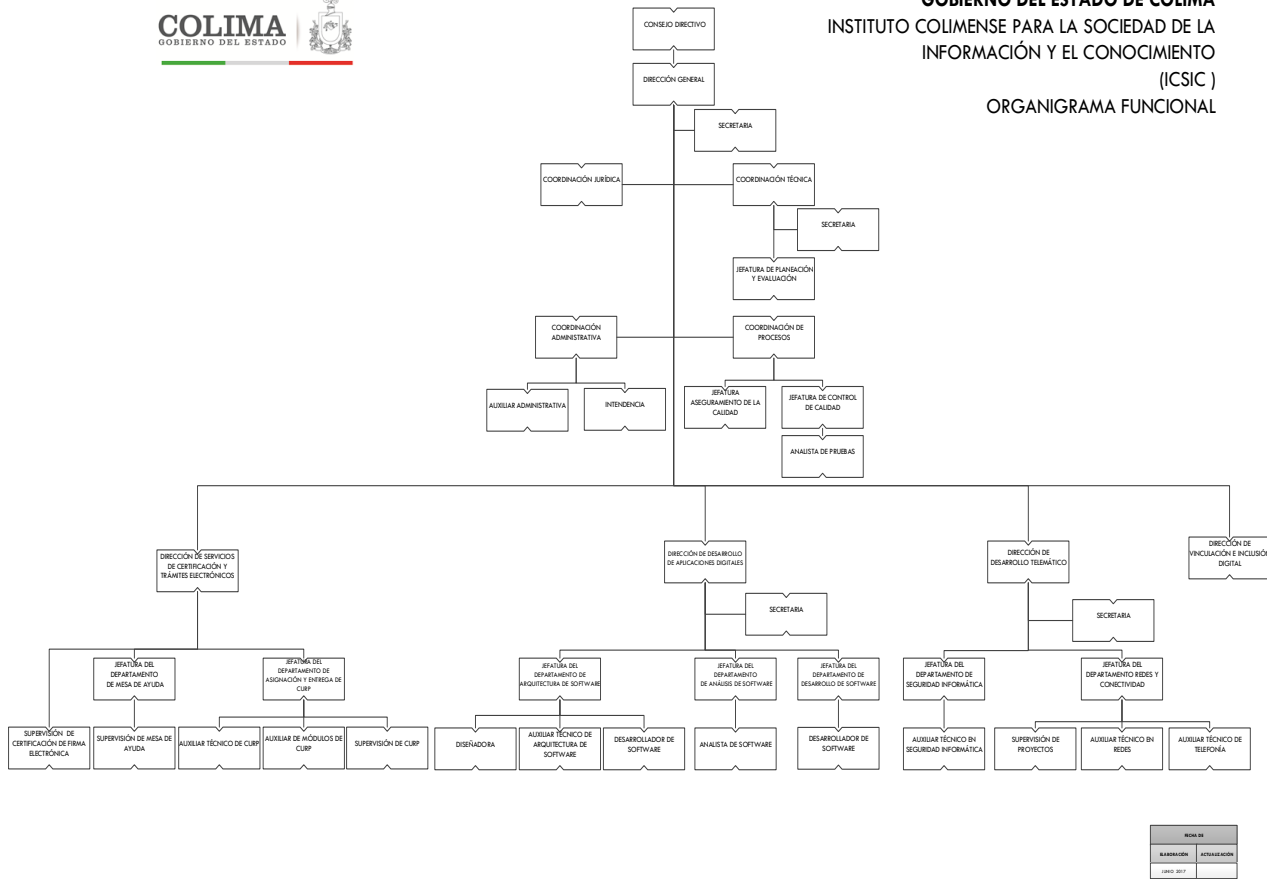 COLIMA
GOBIERNO DEL ESTADO
GOBIERNO DEL ESTADO DE COLIMA
INSTITUTO COLIMENSE PARA LA SOCIEDAD DE LA
INFORMACIÓN Y EL CONOCIMIENTO
(ICSIC )
ORGANIGRAMA FUNCIONAL
CONSEJO DIRECTIVO
DIRECCIÓN GENERAL
SECRETARIA
COORDINACIÓN JURÍDICA
COORDINACIÓN TÉCNICA
SECRETARIA
JEFATURA DE PLANEACIÓN
Y EVALUACIÓN
COORDINACIÓN
ADMINISTRATIVA
COORDINACIÓN DE
PROCESOS
AUXILIAR ADMINISTRATIVA
INTENDENCIA
JEFATURA
ASEGURAMIENTO DE LA
CALIDAD
JEFATURA DE CONTROL
DE CALIDAD
ANALISTA DE PRUEBAS
DIRECCIÓN DE SERVICIOS
DE CERTIFICACIÓN Y
TRÁMITES ELECTRÓNICOS
DIRECCIÓN DE DESARROLLO
DE APLICACIONES DIGITALES
DIRECCIÓN DE
DESARROLLO TELEMÁTICO
DIRECCIÓN DE
VINCULACIÓN E INCLUSIÓN
DIGITAL
SECRETARIA
SECRETARIA
JEFATURA DEL
DEPARTAMENTO
DE MESA DE AYUDA
JEFATURA DEL
DEPARTAMENTO DE
ASIGNACIÓN Y ENTREGA DE
CURP
JEFATURA DEL
DEPARTAMENTO DE
ARQUITECTURA DE SOFTWARE
JEFATURA DEL
DEPARTAMENTO
DE ANÁLISIS DE SOFTWARE
JEFATURA DEL
DEPARTAMENTO DE
DESARROLLO DE SOFTWARE
JEFATURA DEL
DEPARTAMENTO DE
SEGURIDAD INFORMÁTICA
JEFATURA DEL
DEPARTAMENTO REDES Y
CONECTIVIDAD
SUPERVISIÓN DE
CERTIFICACIÓN DE FIRMA
ELECTRÓNICA
SUPERVISIÓN DE MESA DE
AYUDA
AUXILIAR TÉCNICO DE CURP
AUXILIAR DE MÓDULOS DE
CURP
SUPERVISIÓN DE CURP
DISEÑADORA
AUXILIAR TÉCNICO DE
ARQUITECTURA DE
SOFTWARE
DESARROLLADOR DE
SOFTWARE
ANALISTA DE SOFTWARE
DESARROLLADOR DE
SOFTWARE
AUXILIAR TÉCNICO EN
SEGURIDAD INFORMÁTICA
SUPERVISIÓN DE
PROYECTOS
AUXILIAR TÉCNICO EN
REDES
AUXILIAR TÉCNICO DE
TELEFONÍA
FECHA DE
ELABORACIÓN ACTUALIZACIÓN
JUNIO 2017